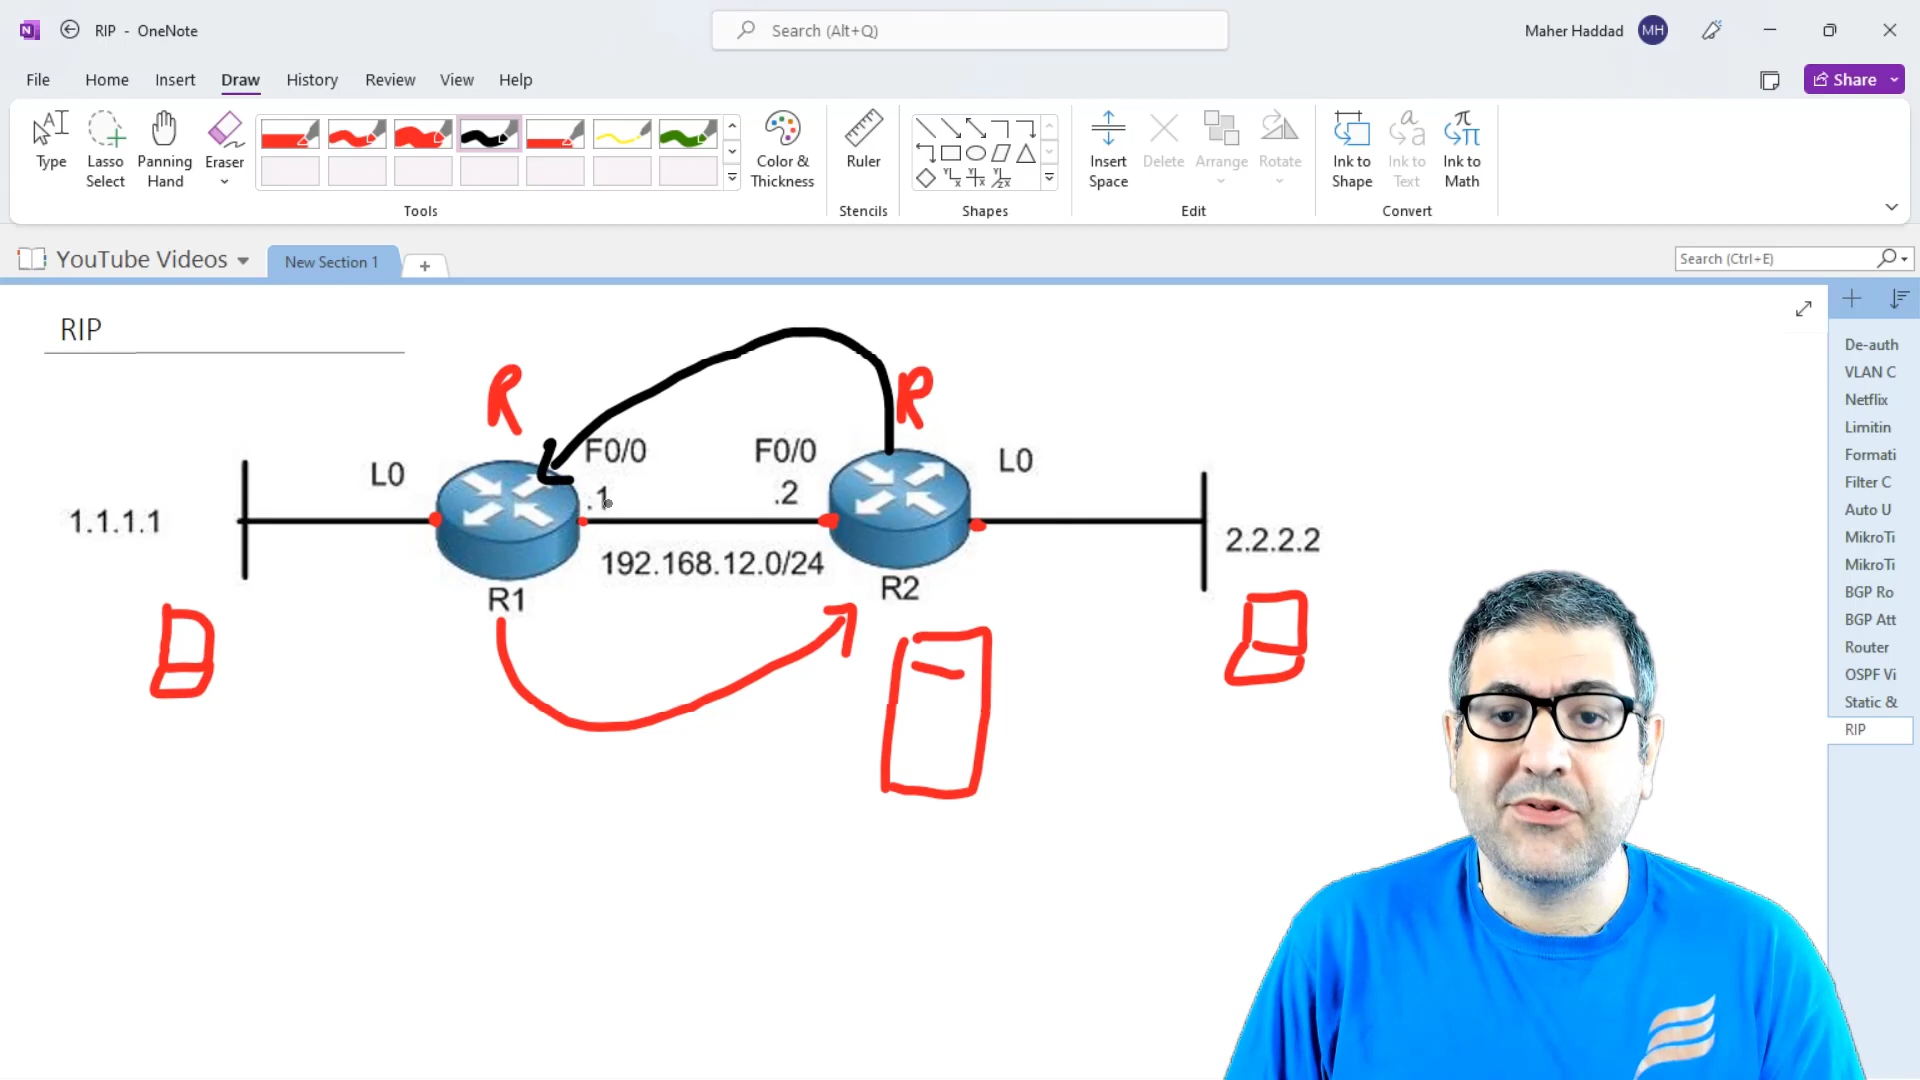 RIP - OneNote
Search (Alt+Q)
Maher Haddad
MH
File Home Insert Draw History Review View Help
Share
Type
Lasso Select
Panning Hand
Eraser
Color & Thickness
Ruler
Insert Space
Delete
Arrange
Rotate
Ink to Shape
Ink to Text
Ink to Math
Tools
Stencils
Shapes
Edit
Convert
YouTube Videos
New Section 1
Search (Ctrl+E)
RIP
R
R
F0/0
F0/0
L0
L0
.1
.2
1.1.1.1
2.2.2.2
192.168.12.0/24
R1
R2
De-auth
VLAN C
Netflix
Limitin
Formati
Filter C
Auto U
MikroTi
MikroTi
BGP Ro
BGP Att
Router
OSPF Vi
Static &
RIP